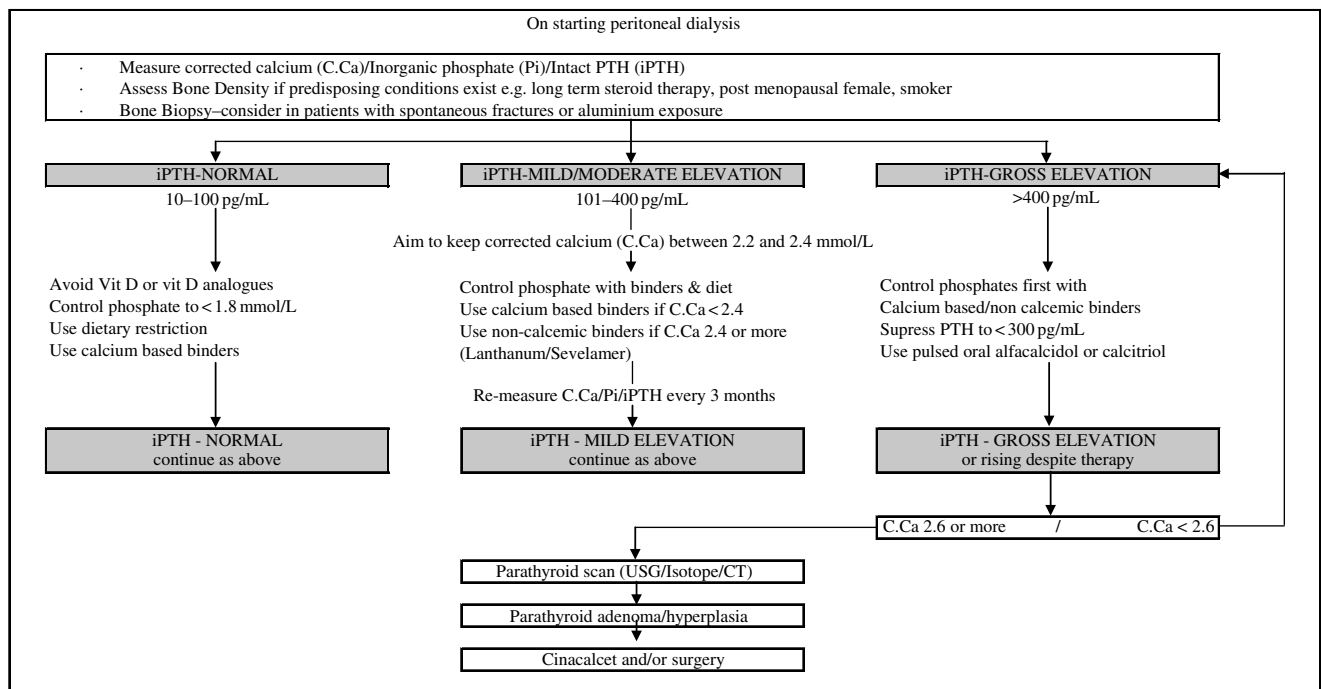 On starting peritoneal dialysis
· Measure corrected calcium (C.Ca)/Inorganic phosphate (Pi)/Intact PTH (iPTH)
· Assess Bone Density if predisposing conditions exist e.g. long term steroid therapy, post menopausal female, smoker
· Bone Biopsy–consider in patients with spontaneous fractures or aluminium exposure
iPTH-NORMAL
10–100 pg/mL
Avoid Vit D or vit D analogues
Control phosphate to < 1.8 mmol/L
Use dietary restriction
Use calcium based binders
iPTH - NORMAL
continue as above
iPTH-MILD/MODERATE ELEVATION
101–400 pg/mL
Aim to keep corrected calcium (C.Ca) between 2.2 and 2.4 mmol/L
Control phosphate with binders & diet
Use calcium based binders if C.Ca < 2.4
Use non-calcemic binders if C.Ca 2.4 or more
(Lanthanum/Sevelamer)
Re-measure C.Ca/Pi/iPTH every 3 months
iPTH - MILD ELEVATION
continue as above
iPTH-GROSS ELEVATION
>400 pg/mL
Control phosphates first with
Calcium based/non calcemic binders
Supress PTH to < 300 pg/mL
Use pulsed oral alfacalcidol or calcitriol
iPTH - GROSS ELEVATION
or rising despite therapy
C.Ca 2.6 or more / C.Ca < 2.6
Parathyroid scan (USG/Isotope/CT)
Parathyroid adenoma/hyperplasia
Cinacalcet and/or surgery